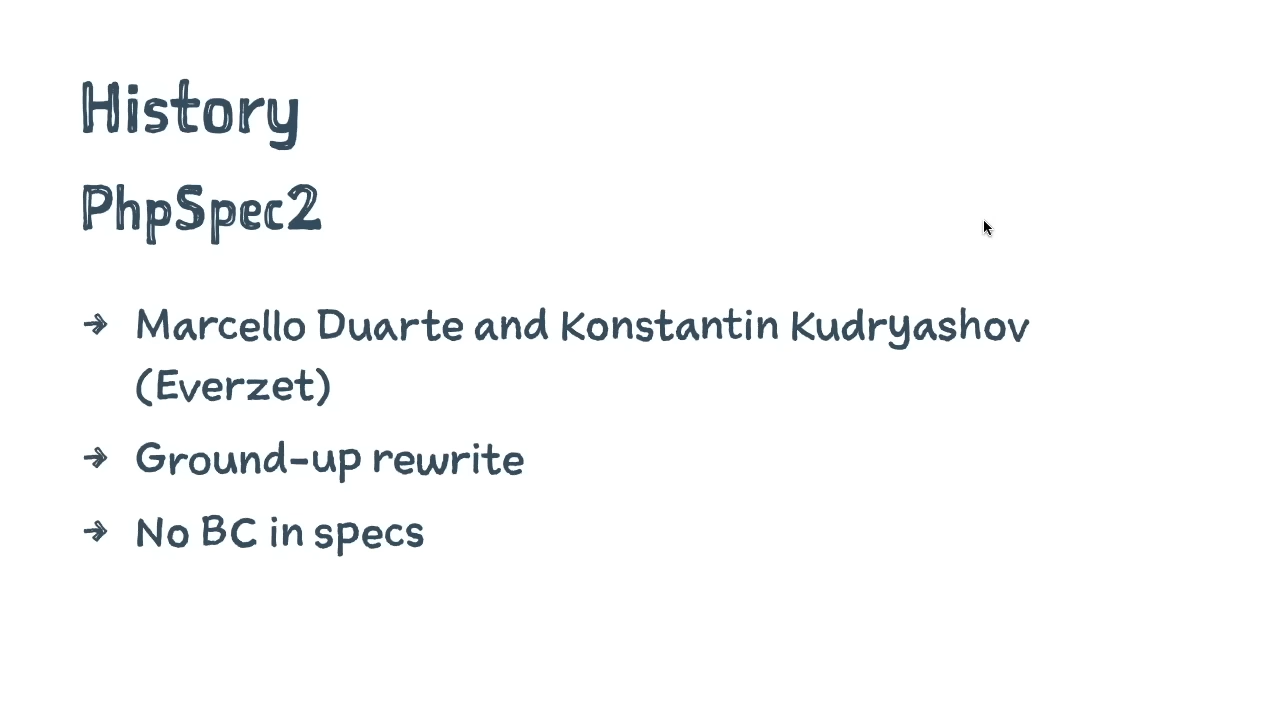 History
PhpSpec2
→ Marcello Duarte and Konstantin Kudryashov
(Everzet)
→ Ground-up rewrite
→ No BC in specs